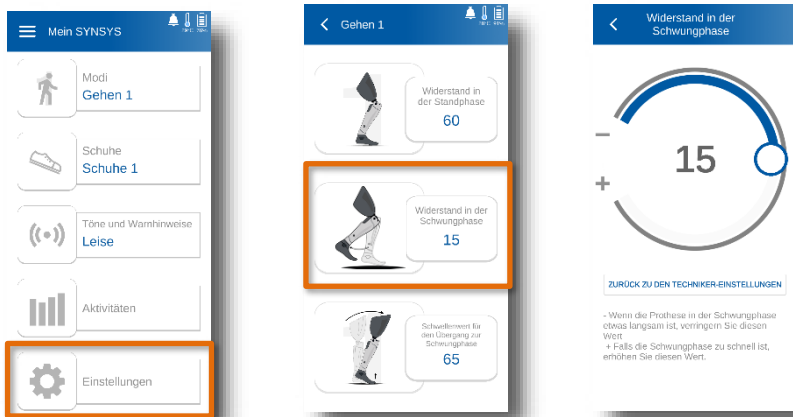 Mein SYNSYS
Modi
Gehen 1
Schuhe
Schuhe 1
Töne und Warnhinweise
Leise
Aktivitäten
Einstellungen
Gehen 1
Widerstand in
der Standphase
60
Widerstand in der
Schwungphase
15
Schwellenwert für
den Übergang zur
Schwungphase
65
Widerstand in der
Schwungphase
−
+
15
ZURÜCK ZU DEN TECHNIKER-EINSTELLUNGEN
- Wenn die Prothese in der Schwungphase
etwas langsam ist, verringern Sie diesen
Wert
+ Falls die Schwungphase zu schnell ist,
erhöhen Sie diesen Wert.